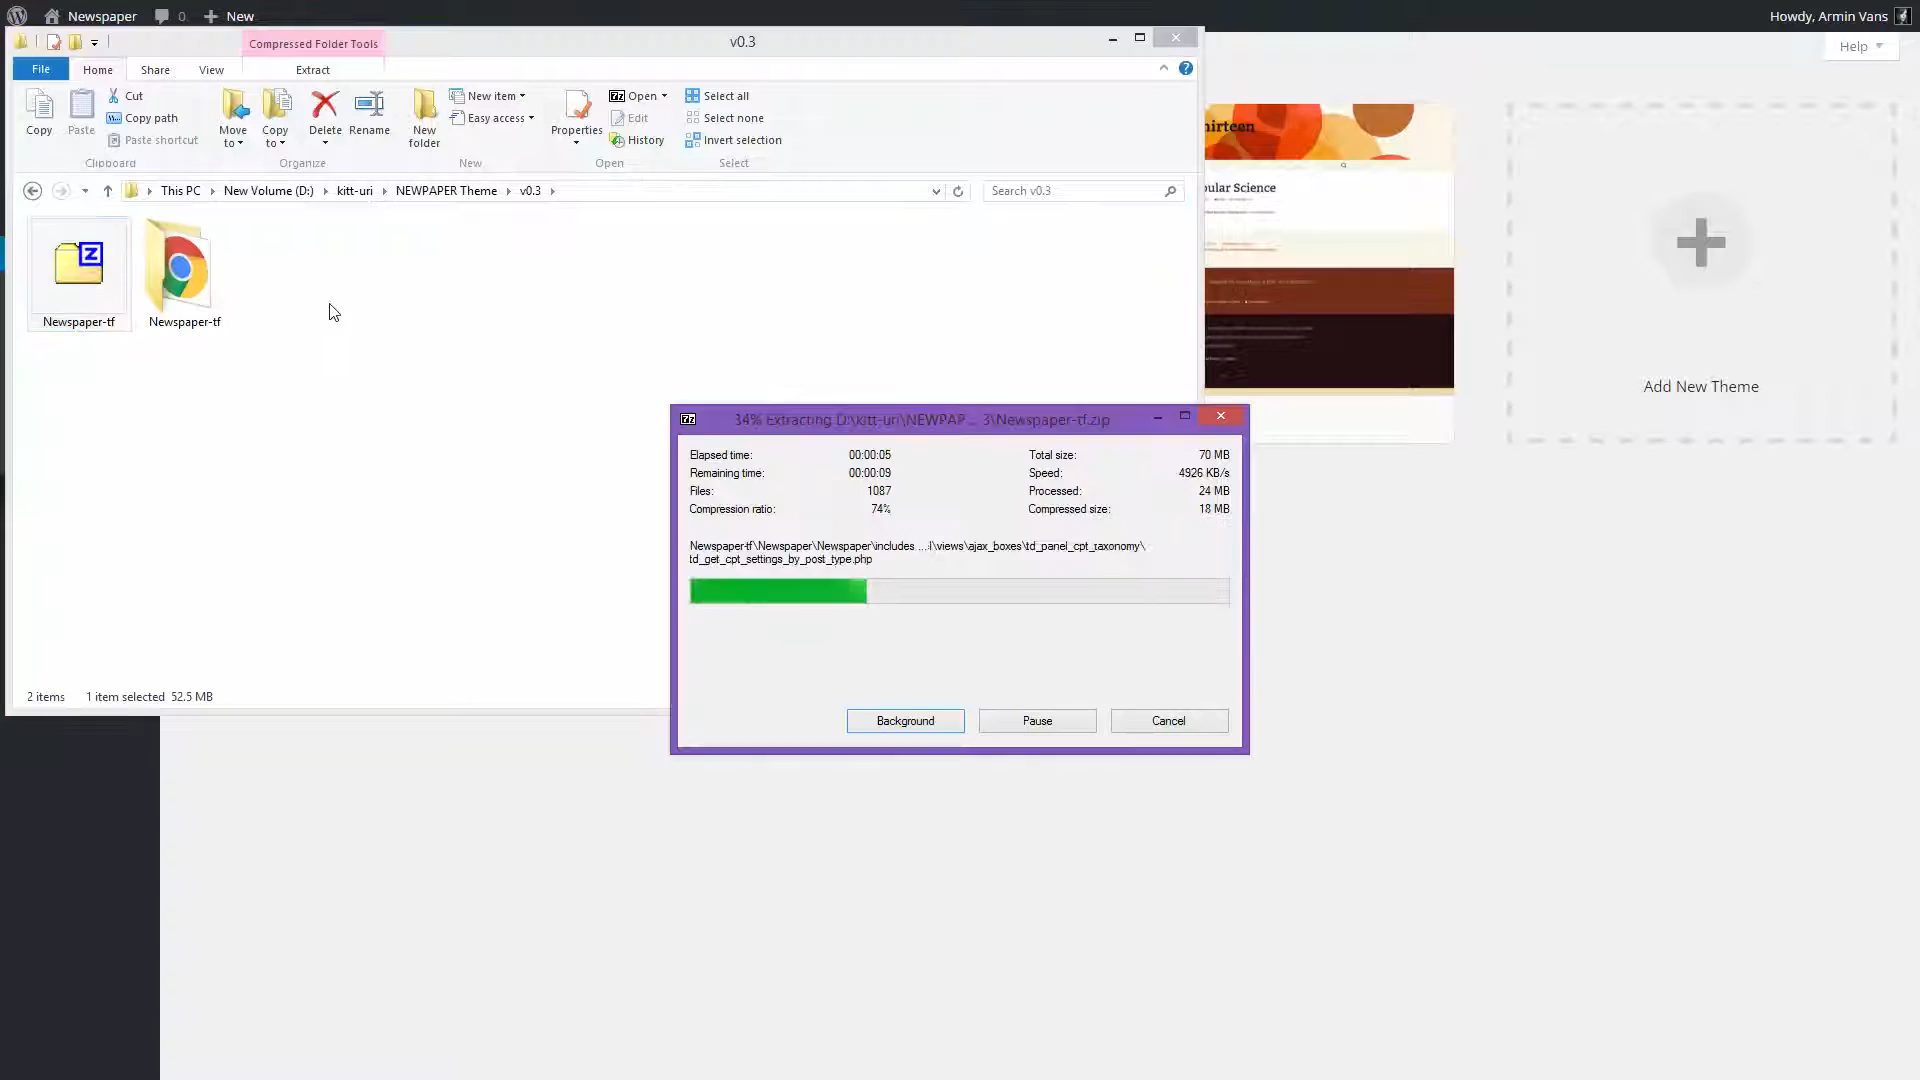 Newspaper 0 New Howdy, Armin Vans
Help
Compressed Folder Tools v0.3
File Home Share View Extract
Copy Paste Cut Copy path Paste shortcut Clipboard
Move to Copy to Delete Rename Organize
New folder New item Easy access New
Properties Open Edit History Open
Select all Select none Invert selection Select
This PC New Volume (D:) kitt-uri NEWPAPER Theme v0.3 Search v0.3
Newspaper-tf Newspaper-tf
hirteen
pular Science
Add New Theme
34% Extracting D:\kitt-uri\NEWPAP ... 3\Newspaper-tf.zip
Elapsed time: 00:00:05 Total size: 70 MB
Remaining time: 00:00:09 Speed: 4926 KB/s
Files: 1087 Processed: 24 MB
Compression ratio: 74% Compressed size: 18 MB
Newspaper-tf\Newspaper\Newspaper\includes ...l\views\ajax_boxes\td_panel_cpt_taxonomy\
td_get_cpt_settings_by_post_type.php
Background Pause Cancel
2 items 1 item selected 52.5 MB